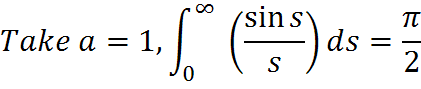 Take a = 1, ∫₀^∞ (sin s / s) ds = π/2